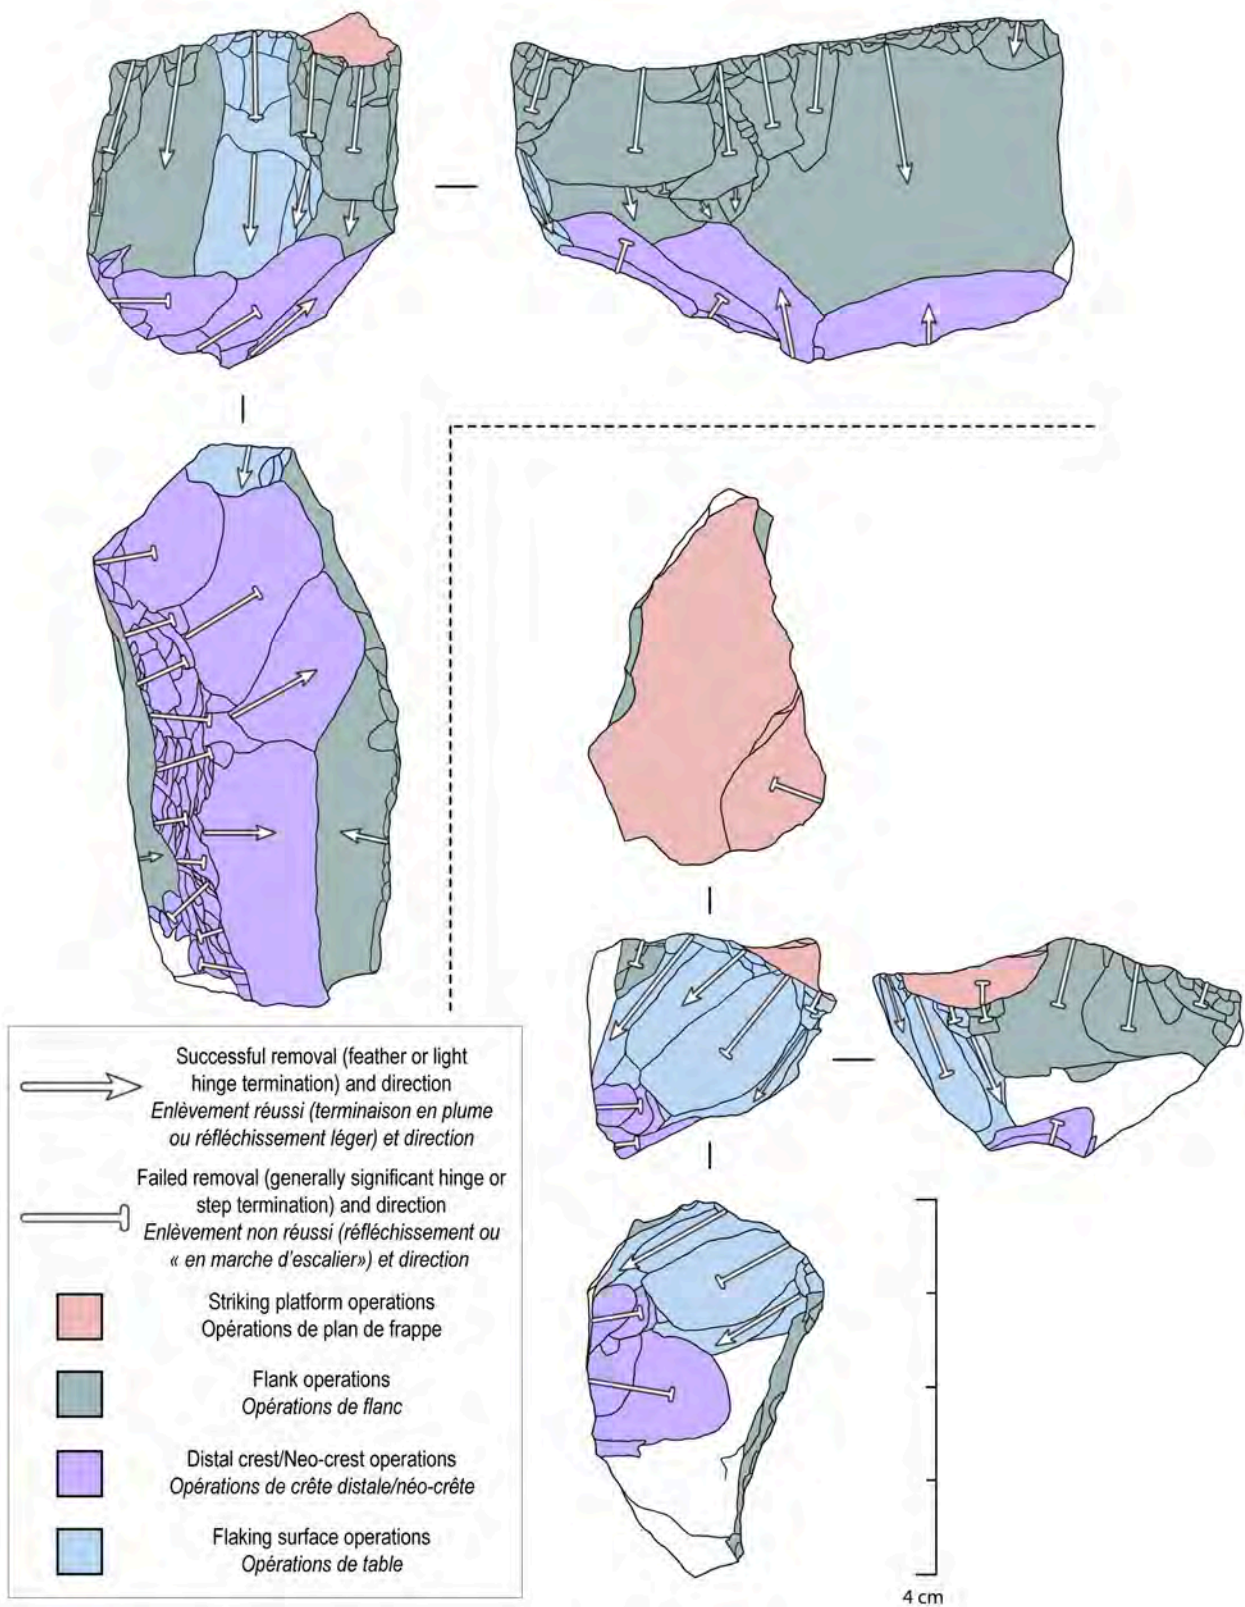 Successful removal (feather or light
hinge termination) and direction
Enlèvement réussi (terminaison en plume
ou réfléchissement léger) et direction
Failed removal (generally significant hinge or
step termination) and direction
Enlèvement non réussi (réfléchissement ou
« en marche d'escalier») et direction
Striking platform operations
Opérations de plan de frappe
Flank operations
Opérations de flanc
Distal crest/Neo-crest operations
Opérations de crête distale/néo-crête
Flaking surface operations
Opérations de table
4 cm